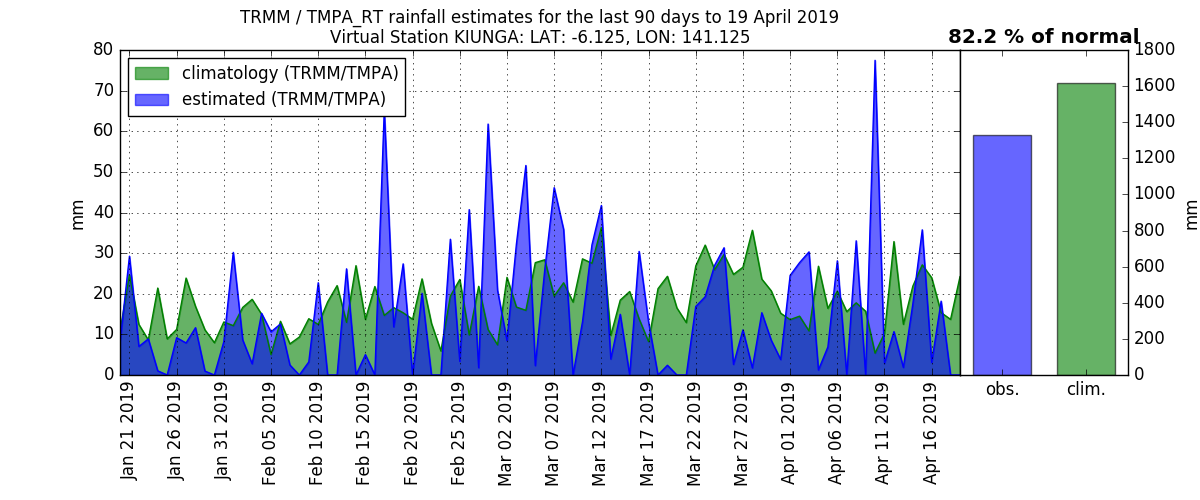 TRMM / TMPA_RT rainfall estimates for the last 90 days to 19 April 2019
Virtual Station KIUNGA: LAT: -6.125, LON: 141.125
82.2 % of normal
climatology (TRMM/TMPA)
estimated (TRMM/TMPA)
80
70
60
50
40
30
20
10
0
mm
Jan 21 2019
Jan 26 2019
Jan 31 2019
Feb 05 2019
Feb 10 2019
Feb 15 2019
Feb 20 2019
Feb 25 2019
Mar 02 2019
Mar 07 2019
Mar 12 2019
Mar 17 2019
Mar 22 2019
Mar 27 2019
Apr 01 2019
Apr 06 2019
Apr 11 2019
Apr 16 2019
obs.
clim.
1800
1600
1400
1200
1000
800
600
400
200
0
mm